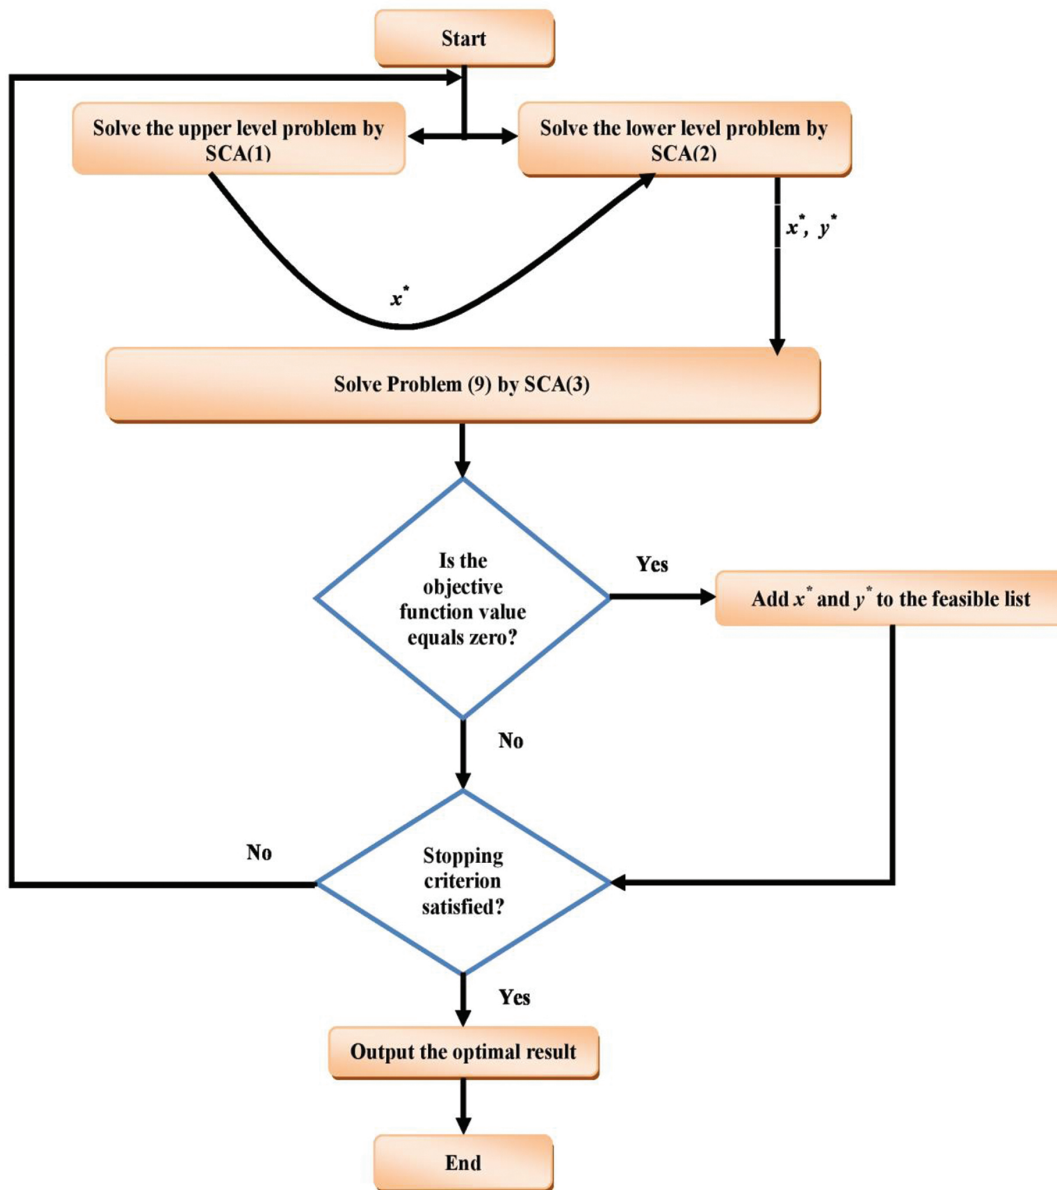 Start
Solve the upper level problem by
SCA(1)
Solve the lower level problem by
SCA(2)
x*, y*
x*
Solve Problem (9) by SCA(3)
Is the
objective
function value
equals zero?
Yes
Add x* and y* to the feasible list
No
No
Stopping
criterion
satisfied?
Yes
Output the optimal result
End